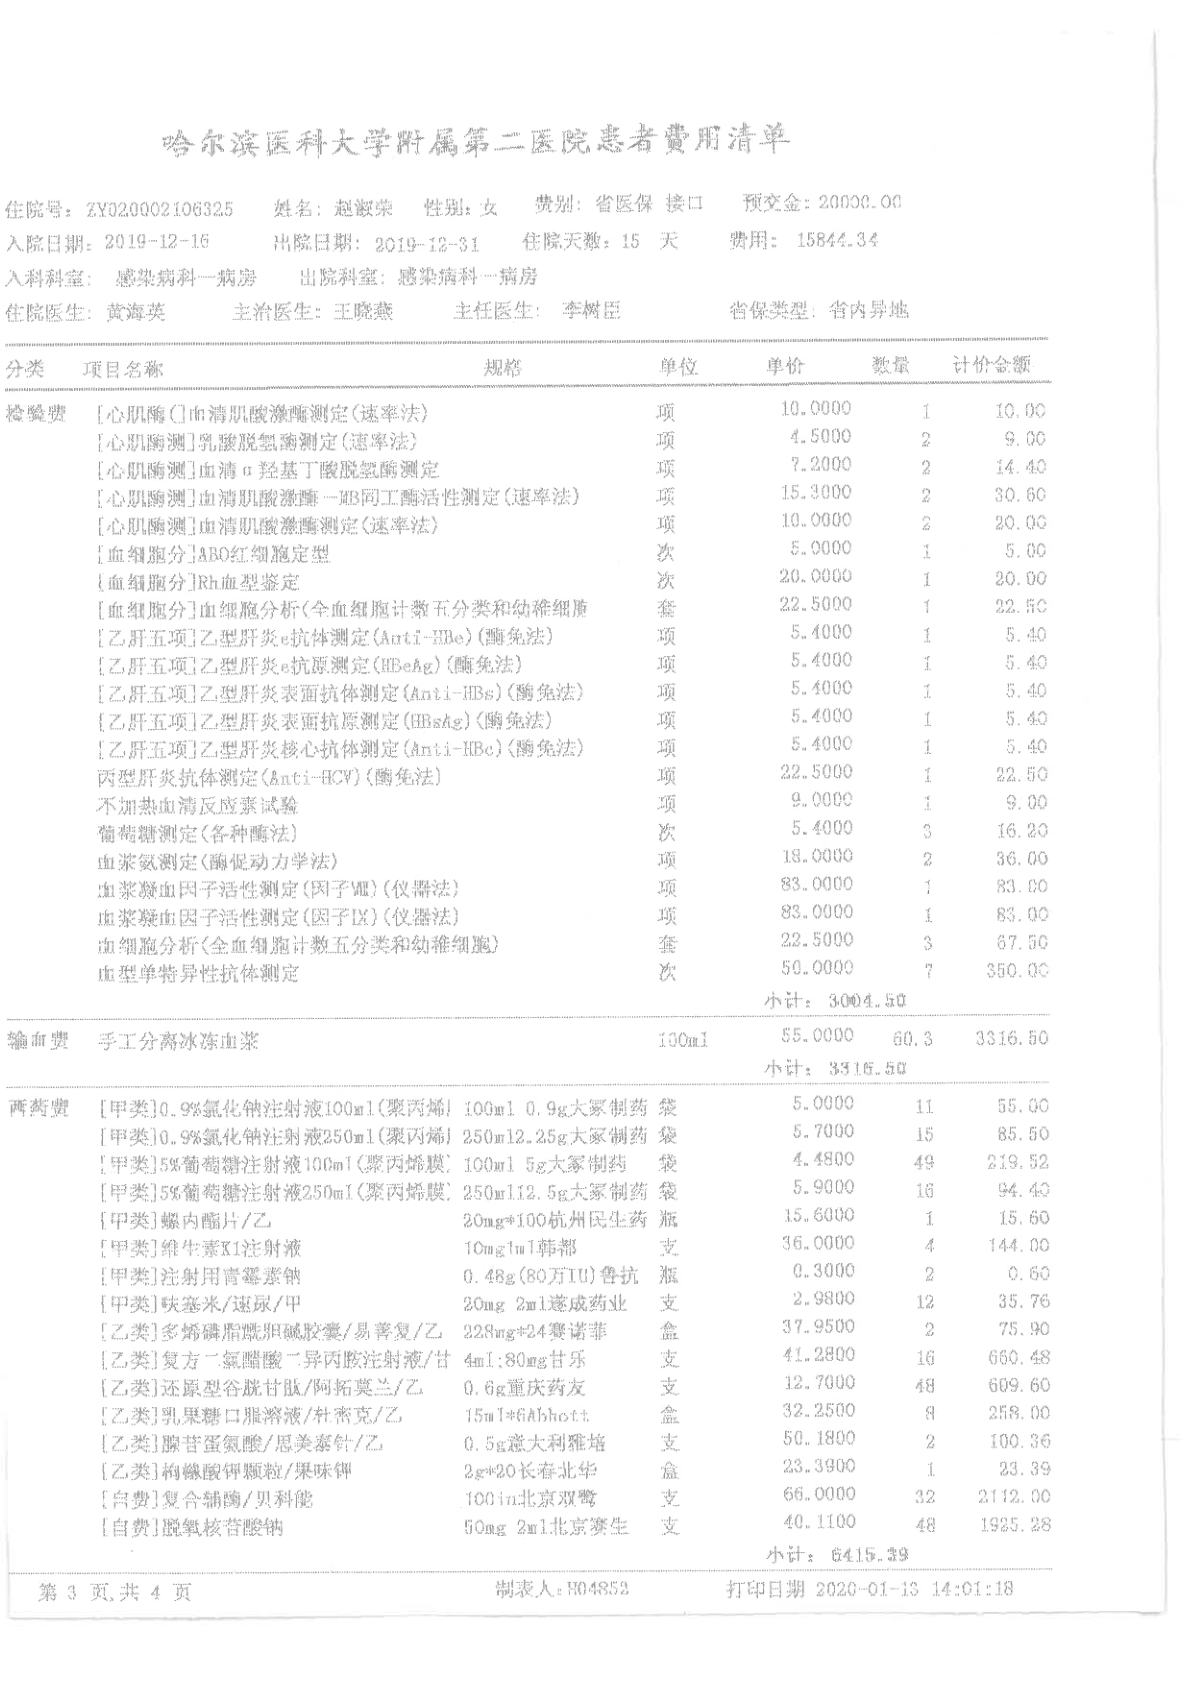 哈尔滨医科大学附属第二医院患者费用清单
住院号: ZY020002106325 姓名: 赵淑荣 性别: 女 费别: 省医保 接口 预交金: 20000.00
入院日期: 2019-12-16 出院日期: 2019-12-31 住院天数: 15 天 费用: 15844.34
入科科室: 感染病科一病房 出院科室: 感染病科一病房
住院医生: 黄海英 主治医生: 王晓燕 主任医生: 李树臣 省保类型: 省内异地
分类 项目名称 规格 单位 单价 数量 计价金额
检验费 [心肌酶(]血清肌酸激酶测定(速率法) 项 10.0000 1 10.00
[心肌酶测]乳酸脱氢酶测定(速率法) 项 4.5000 2 9.00
[心肌酶测]血清α羟基丁酸脱氢酶测定 项 7.2000 2 14.40
[心肌酶测]血清肌酸激酶-MB同工酶活性测定(速率法) 项 15.3000 2 30.60
[心肌酶测]血清肌酸激酶测定(速率法) 项 10.0000 2 20.00
[血细胞分]ABO红细胞定型 次 5.0000 1 5.00
[血细胞分]Rh血型鉴定 次 20.0000 1 20.00
[血细胞分]血细胞分析(全血细胞计数五分类和幼稚细胞 套 22.5000 1 22.50
[乙肝五项]乙型肝炎e抗体测定(Anti-HBe)(酶免法) 项 5.4000 1 5.40
[乙肝五项]乙型肝炎e抗原测定(HBeAg)(酶免法) 项 5.4000 1 5.40
[乙肝五项]乙型肝炎表面抗体测定(Anti-HBs)(酶免法) 项 5.4000 1 5.40
[乙肝五项]乙型肝炎表面抗原测定(HBsAg)(酶免法) 项 5.4000 1 5.40
[乙肝五项]乙型肝炎核心抗体测定(Anti-HBc)(酶免法) 项 5.4000 1 5.40
丙型肝炎抗体测定(Anti-HCV)(酶免法) 项 22.5000 1 22.50
不加热血清反应素试验 项 9.0000 1 9.00
葡萄糖测定(各种酶法) 次 5.4000 3 16.20
血浆氨测定(酶促动力学法) 项 18.0000 2 36.00
血浆凝血因子活性测定(因子Ⅷ)(仪器法) 项 83.0000 1 83.00
血浆凝血因子活性测定(因子IX)(仪器法) 项 83.0000 1 83.00
血细胞分析(全血细胞计数五分类和幼稚细胞) 套 22.5000 3 67.50
血型单特异性抗体测定 次 50.0000 7 350.00
小计: 3004.50
输血费 手工分离冰冻血浆 100ml 55.0000 60.3 3316.50
小计: 3316.50
西药费 [甲类]0.9%氯化钠注射液100ml(聚丙烯 100ml 0.9g大冢制药 袋 5.0000 11 55.00
[甲类]0.9%氯化钠注射液250ml(聚丙烯 250ml2.25g大冢制药 袋 5.7000 15 85.50
[甲类]5%葡萄糖注射液100ml(聚丙烯膜 100ml 5g大冢制药 袋 4.4800 49 219.52
[甲类]5%葡萄糖注射液250ml(聚丙烯膜 250ml12.5g大冢制药 袋 5.9000 16 94.40
[甲类]螺内酯片/乙 20mg*100杭州民生药 瓶 15.6000 1 15.60
[甲类]维生素K1注射液 10mg1ml韩都 支 36.0000 4 144.00
[甲类]注射用青霉素钠 0.48g(80万IU)鲁抗 瓶 0.3000 2 0.60
[甲类]呋塞米/速尿/甲 20mg 2ml遂成药业 支 2.9800 12 35.76
[乙类]多烯磷脂酰胆碱胶囊/易善复/乙 228mg*24赛诺菲 盒 37.9500 2 75.90
[乙类]复方二氯醋酸二异丙胺注射液/甘 4ml:80mg甘乐 支 41.2800 16 660.48
[乙类]还原型谷胱甘肽/阿拓莫兰/乙 0.6g重庆药友 支 12.7000 48 609.60
[乙类]乳果糖口服溶液/杜密克/乙 15ml*6Abbott 盒 32.2500 8 258.00
[乙类]腺苷蛋氨酸/思美泰针/乙 0.5g意大利雅培 支 50.1800 2 100.36
[乙类]枸橼酸钾颗粒/果味钾 2g*20长春北华 盒 23.3900 1 23.39
[自费]复合辅酶/贝科能 100in北京双鹭 支 66.0000 32 2112.00
[自费]脱氧核苷酸钠 50mg 2ml北京赛生 支 40.1100 48 1925.28
小计: 6415.39
第 3 页,共 4 页 制表人:H04852 打印日期 2020-01-13 14:01:18